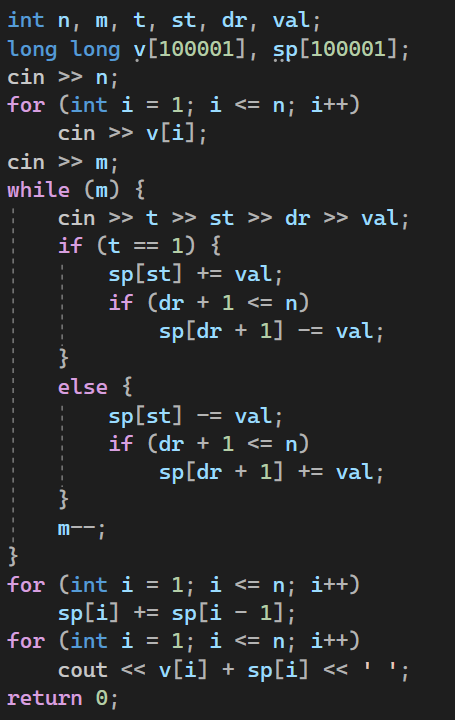 int n, m, t, st, dr, val;
long long v[100001], sp[100001];
cin >> n;
for (int i = 1; i <= n; i++)
    cin >> v[i];
cin >> m;
while (m) {
    cin >> t >> st >> dr >> val;
    if (t == 1) {
        sp[st] += val;
        if (dr + 1 <= n)
            sp[dr + 1] -= val;
    }
    else {
        sp[st] -= val;
        if (dr + 1 <= n)
            sp[dr + 1] += val;
    }
    m--;
}
for (int i = 1; i <= n; i++)
    sp[i] += sp[i - 1];
for (int i = 1; i <= n; i++)
    cout << v[i] + sp[i] << ' ';
return 0;